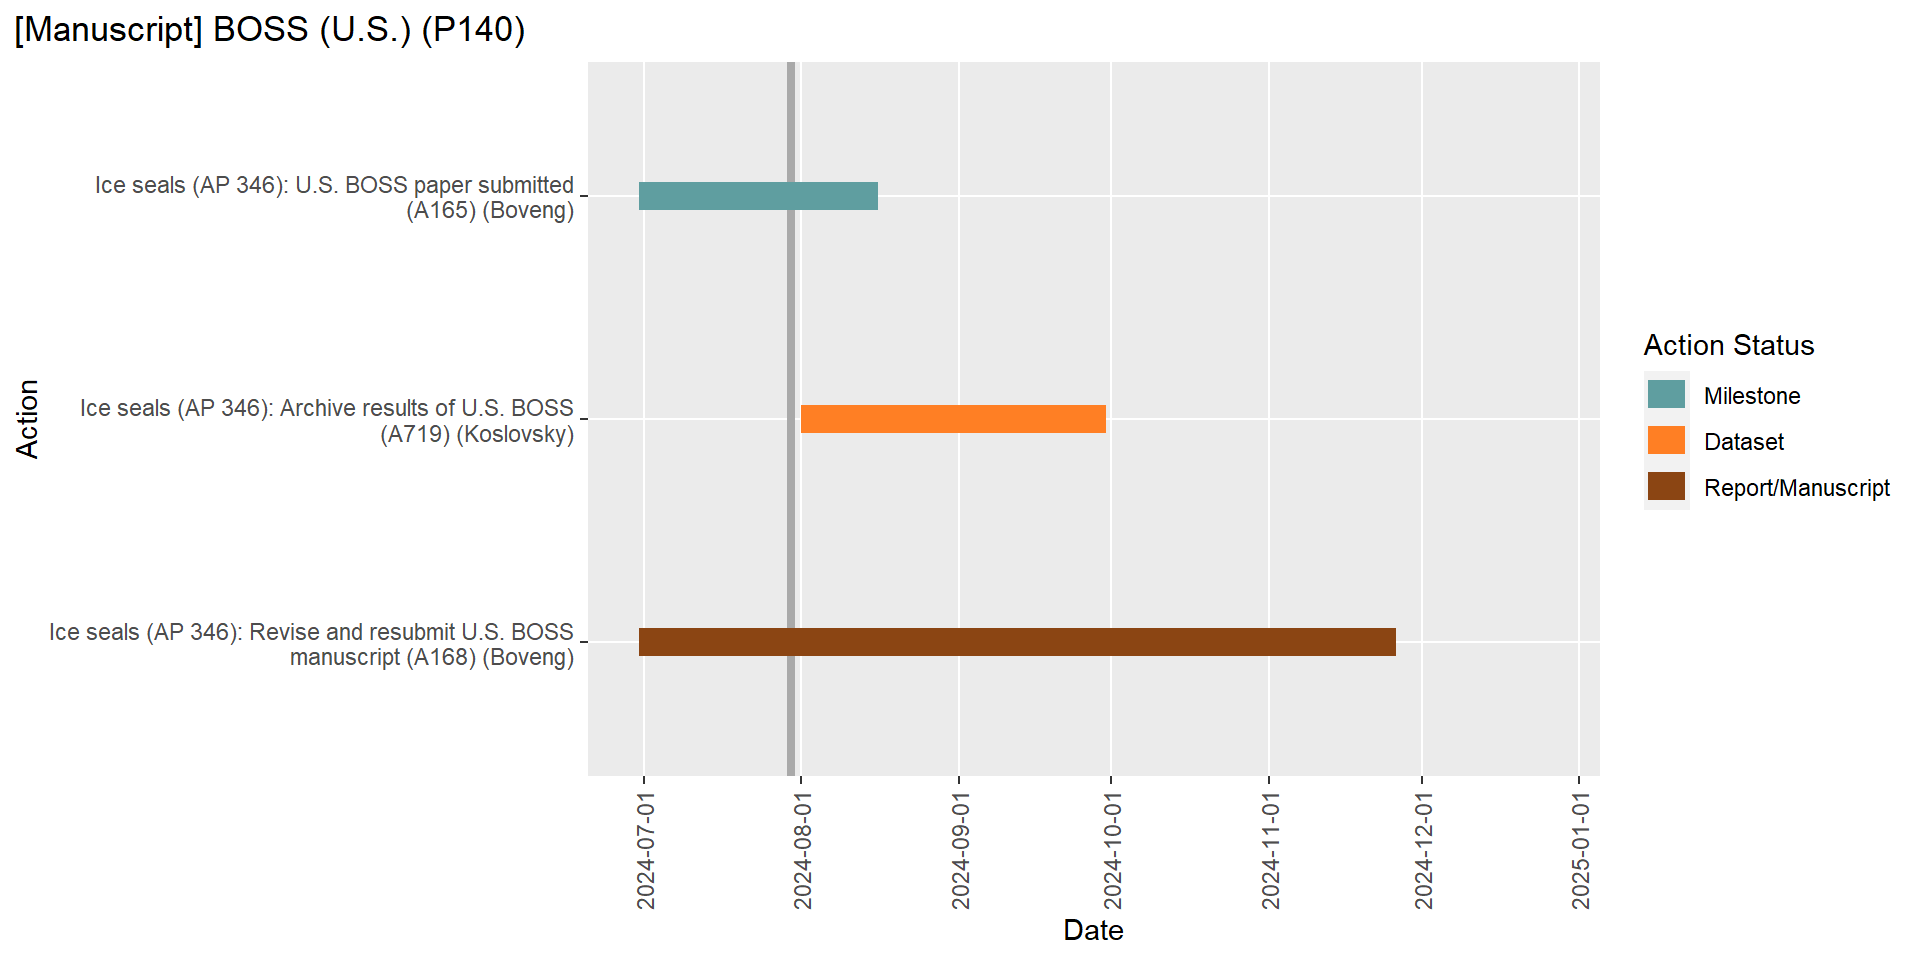 [Manuscript] BOSS (U.S.) (P140)
Action
Ice seals (AP 346): U.S. BOSS paper submitted
(A165) (Boveng)
Ice seals (AP 346): Archive results of U.S. BOSS
(A719) (Koslovsky)
Ice seals (AP 346): Revise and resubmit U.S. BOSS
manuscript (A168) (Boveng)
2024-07-01
2024-08-01
2024-09-01
2024-10-01
2024-11-01
2024-12-01
2025-01-01
Date
Action Status
Milestone
Dataset
Report/Manuscript